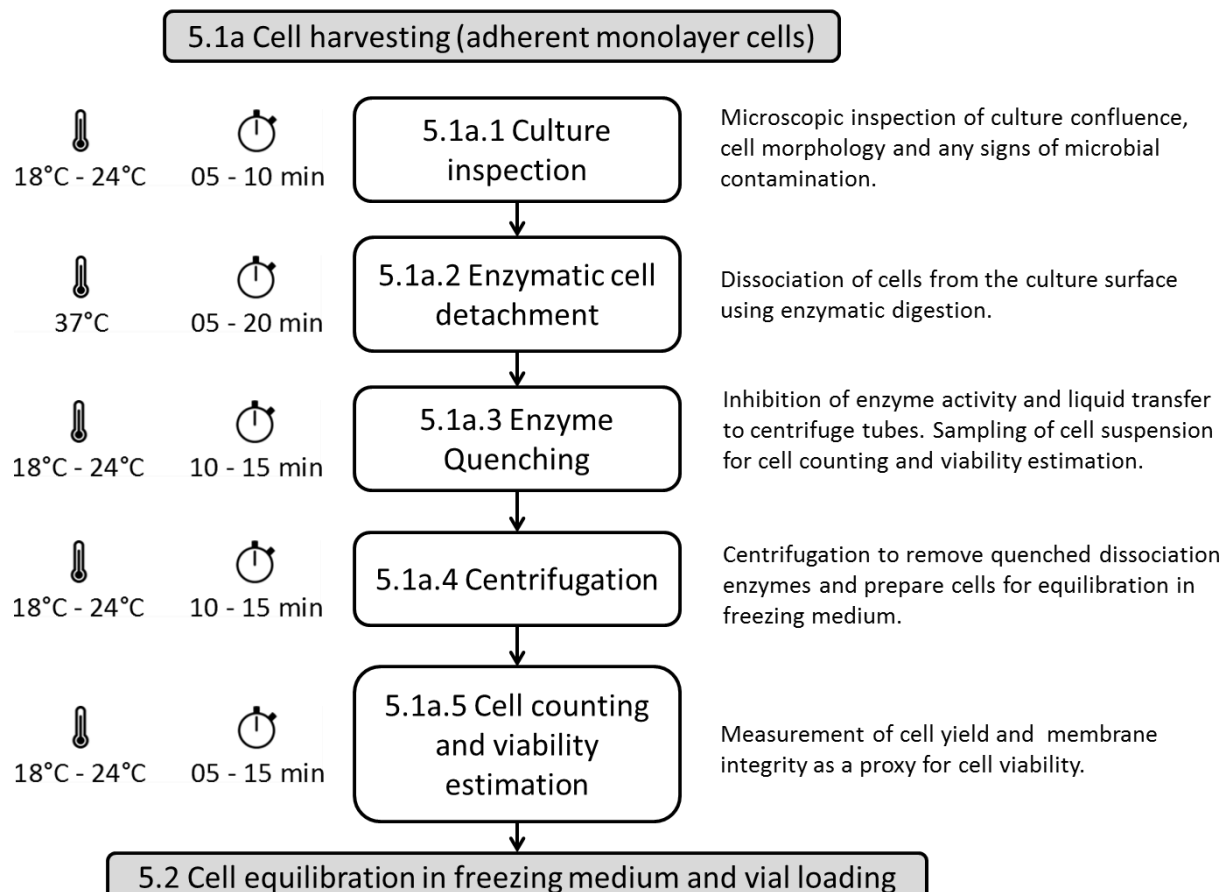 5.1a Cell harvesting (adherent monolayer cells)
18°C - 24°C
05 - 10 min
5.1a.1 Culture
inspection
Microscopic inspection of culture confluence,
cell morphology and any signs of microbial
contamination.
37°C
05 - 20 min
5.1a.2 Enzymatic cell
detachment
Dissociation of cells from the culture surface
using enzymatic digestion.
18°C - 24°C
10 - 15 min
5.1a.3 Enzyme
Quenching
Inhibition of enzyme activity and liquid transfer
to centrifuge tubes. Sampling of cell suspension
for cell counting and viability estimation.
18°C - 24°C
10 - 15 min
5.1a.4 Centrifugation
Centrifugation to remove quenched dissociation
enzymes and prepare cells for equilibration in
freezing medium.
18°C - 24°C
05 - 15 min
5.1a.5 Cell counting
and viability
estimation
Measurement of cell yield and  membrane
integrity as a proxy for cell viability.
5.2 Cell equilibration in freezing medium and vial loading